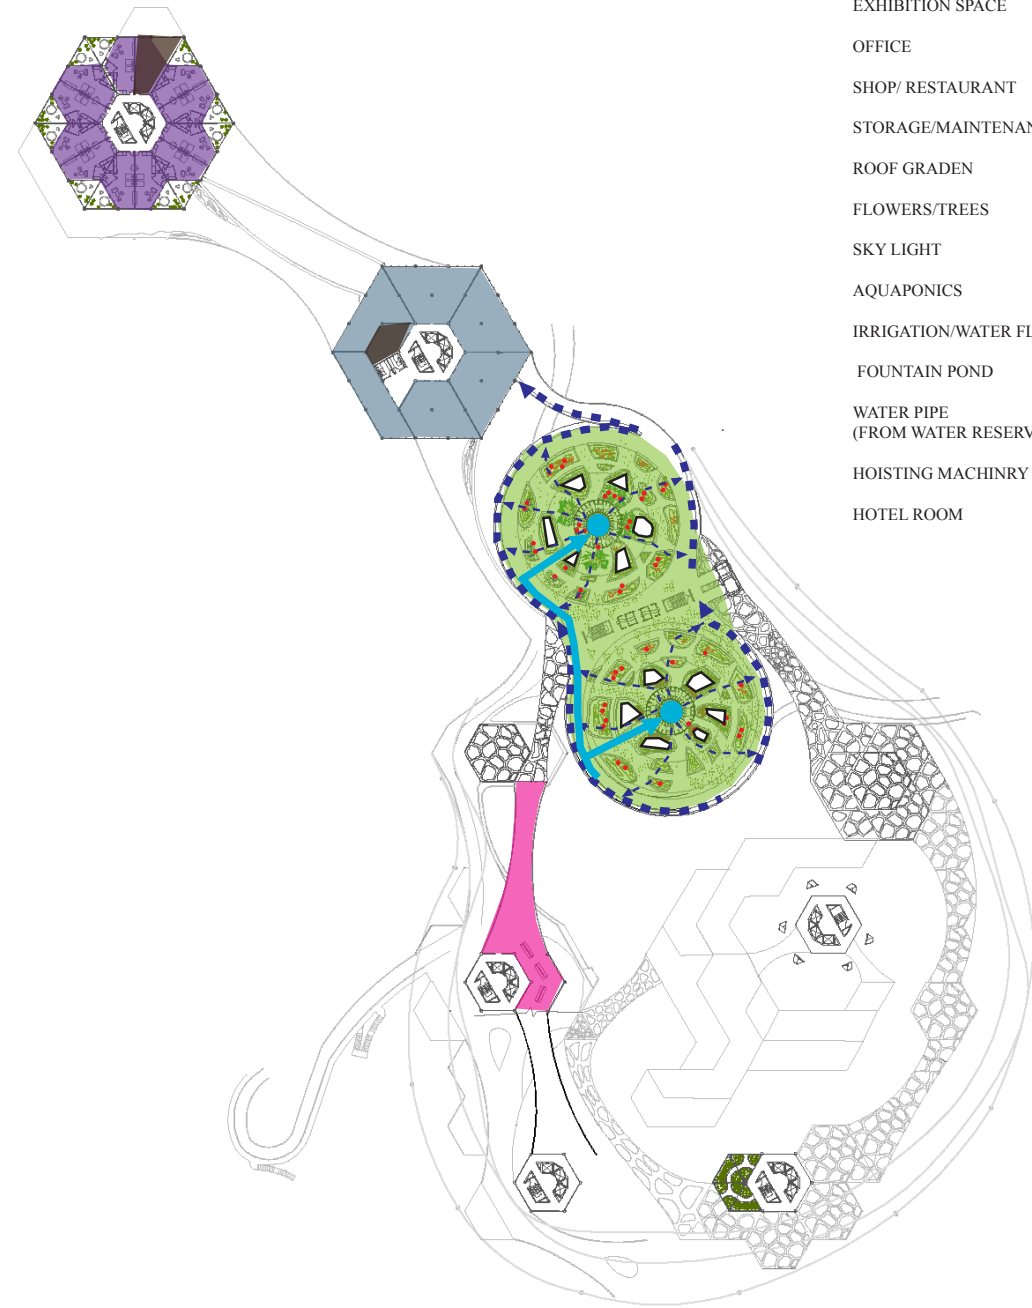 EXHIBITION SPACE
OFFICE
SHOP/ RESTAURANT
STORAGE/MAINTENAN
ROOF GRADEN
FLOWERS/TREES
SKY LIGHT
AQUAPONICS
IRRIGATION/WATER FL
FOUNTAIN POND
WATER PIPE
(FROM WATER RESERV
HOISTING MACHINRY
HOTEL ROOM